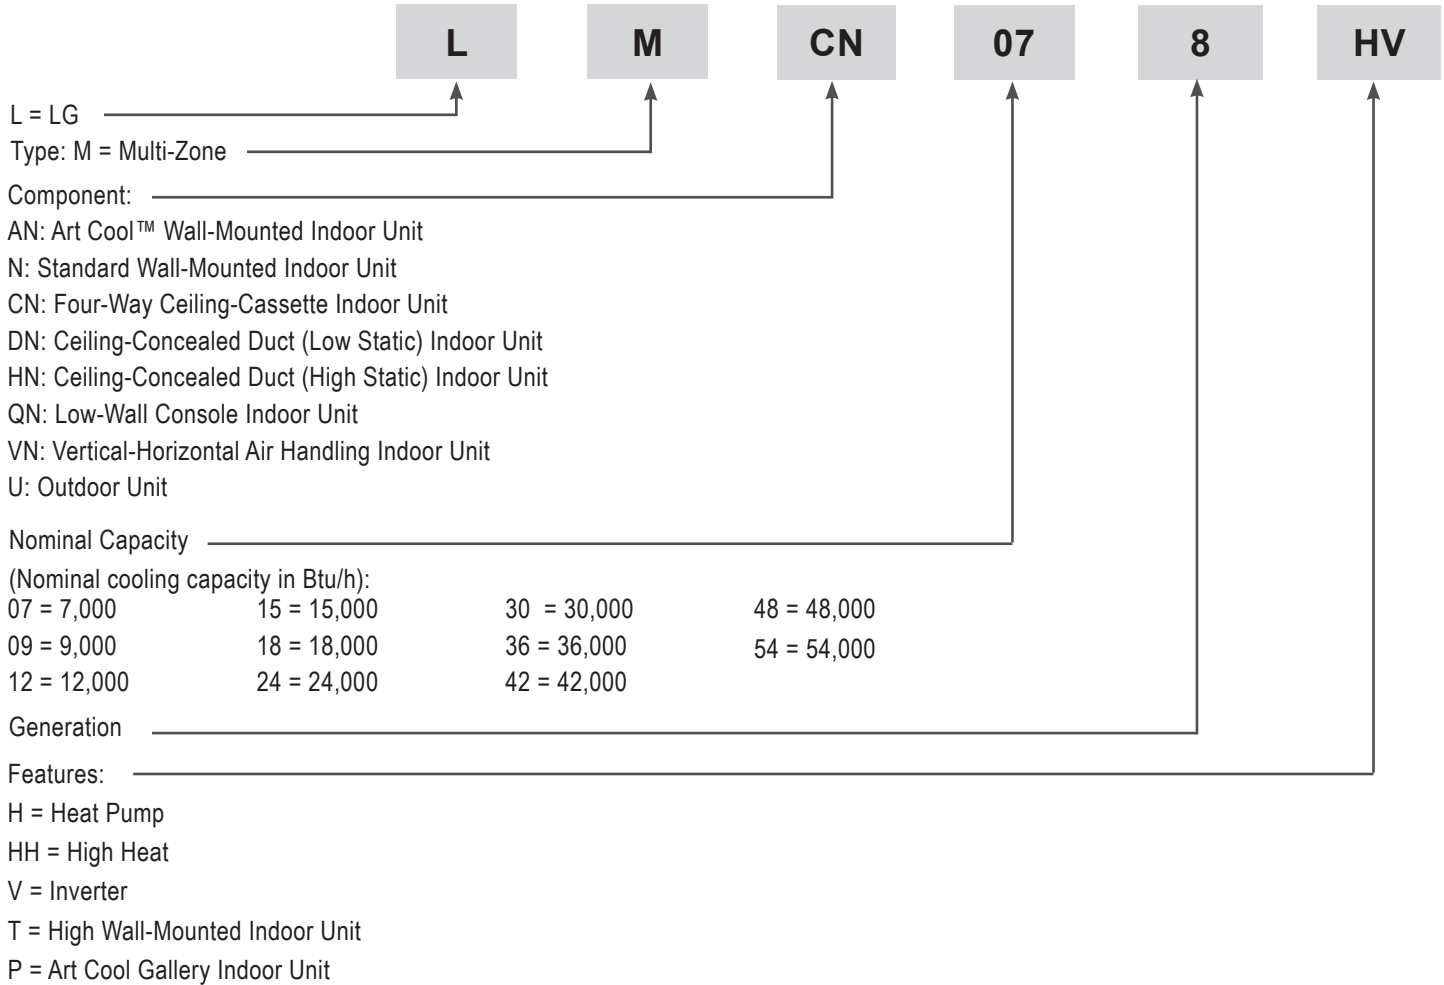 L M CN 07 8 HV
L = LG
Type: M = Multi-Zone
Component:
AN: Art Cool™ Wall-Mounted Indoor Unit
N: Standard Wall-Mounted Indoor Unit
CN: Four-Way Ceiling-Cassette Indoor Unit
DN: Ceiling-Concealed Duct (Low Static) Indoor Unit
HN: Ceiling-Concealed Duct (High Static) Indoor Unit
QN: Low-Wall Console Indoor Unit
VN: Vertical-Horizontal Air Handling Indoor Unit
U: Outdoor Unit
Nominal Capacity
(Nominal cooling capacity in Btu/h):
07 = 7,000 15 = 15,000 30 = 30,000 48 = 48,000
09 = 9,000 18 = 18,000 36 = 36,000 54 = 54,000
12 = 12,000 24 = 24,000 42 = 42,000
Generation
Features:
H = Heat Pump
HH = High Heat
V = Inverter
T = High Wall-Mounted Indoor Unit
P = Art Cool Gallery Indoor Unit